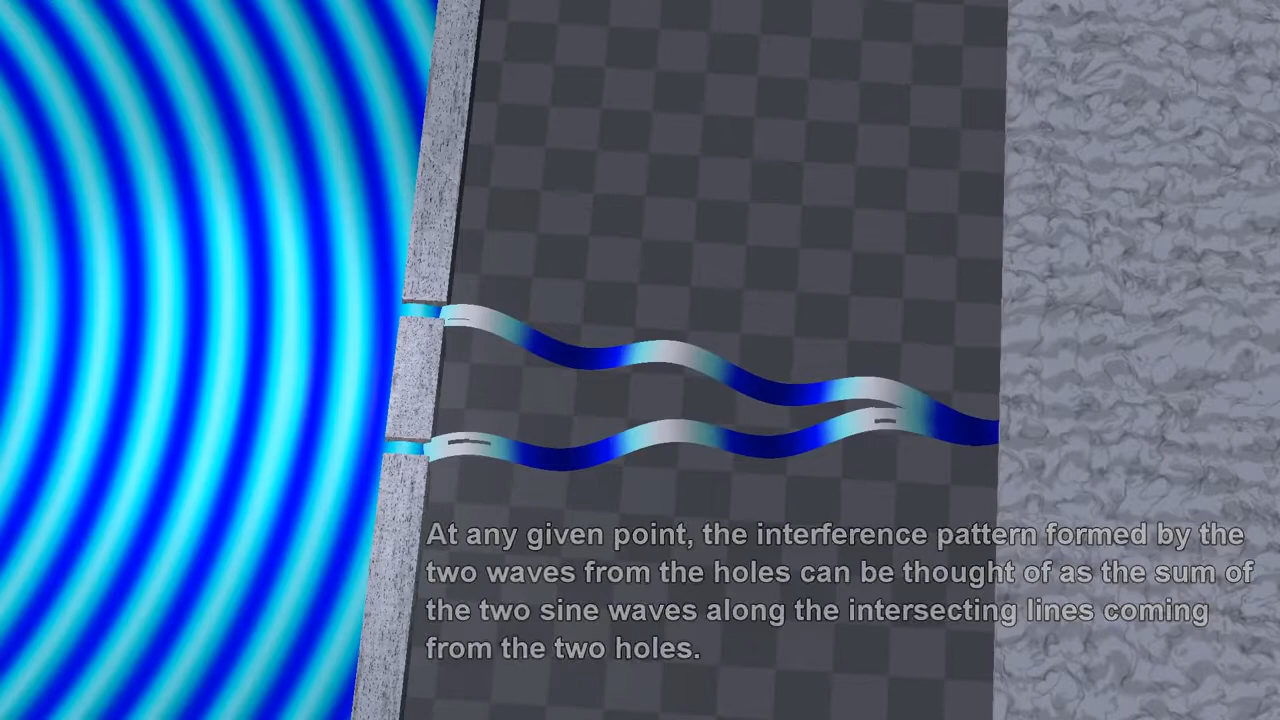 At any given point, the interference pattern formed by the
two waves from the holes can be thought of as the sum of
the two sine waves along the intersecting lines coming
from the two holes.